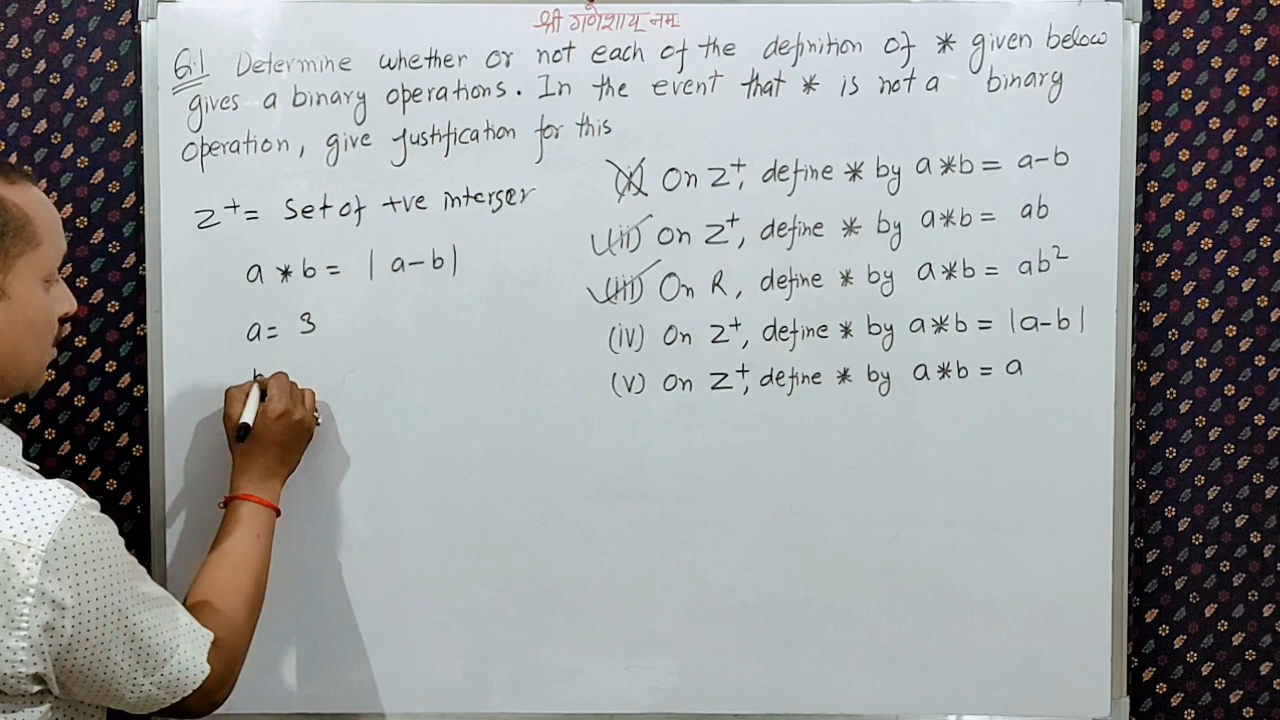 श्री गणेशाय नमः
Q.1 Determine whether or not each of the definition of * given below
gives a binary operations. In the event that * is not a binary
operation, give justification for this
Z⁺ = Set of +ve interser
a * b = |a-b|
a = 3
b
(i) On Z⁺, define * by a*b = a-b
(ii) On Z⁺, define * by a*b = ab
(iii) On R, define * by a*b = ab²
(iv) On Z⁺, define * by a*b = |a-b|
(v) On Z⁺, define * by a*b = a